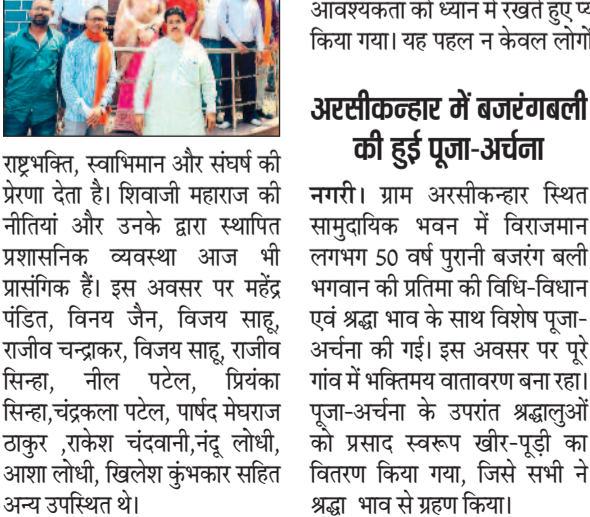 राष्ट्रभक्ति, स्वाभिमान और संघर्ष की
प्रेरणा देता है। शिवाजी महाराज की
नीतियां और उनके द्वारा स्थापित
प्रशासनिक व्यवस्था आज भी
प्रासंगिक हैं। इस अवसर पर महेंद्र
पंडित, विनय जैन, विजय साहू,
राजीव चन्द्राकर, विजय साहू, राजीव
सिन्हा, नील पटेल, प्रियंका
सिन्हा,चंद्रकला पटेल, पार्षद मेघराज
ठाकुर ,राकेश चंदवानी,नंदू लोधी,
आशा लोधी, खिलेश कुंभकार सहित
अन्य उपस्थित थे।
आवश्यकता को ध्यान में रखते हुए
किया गया। यह पहल न केवल लोगों
अरसीकन्हार में बजरंगबली
की हुई पूजा-अर्चना
नगरी। ग्राम अरसीकन्हार स्थित
सामुदायिक भवन में विराजमान
लगभग 50 वर्ष पुरानी बजरंग बली
भगवान की प्रतिमा की विधि-विधान
एवं श्रद्धा भाव के साथ विशेष पूजा-
अर्चना की गई। इस अवसर पर पूरे
गांव में भक्तिमय वातावरण बना रहा।
पूजा-अर्चना के उपरांत श्रद्धालुओं
को प्रसाद स्वरूप खीर-पूड़ी का
वितरण किया गया, जिसे सभी ने
श्रद्धा भाव से ग्रहण किया।